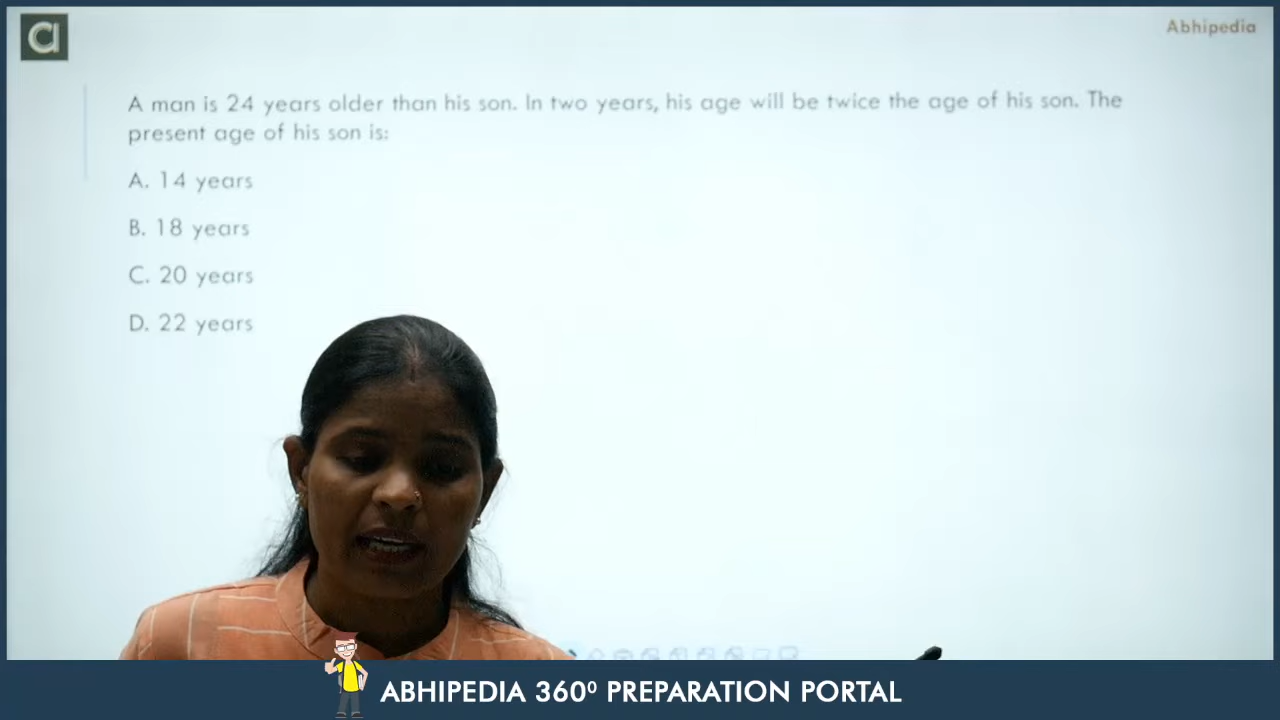 a
Abhipedia
A man is 24 years older than his son. In two years, his age will be twice the age of his son. The
present age of his son is:
A. 14 years
B. 18 years
C. 20 years
D. 22 years
ABHIPEDIA 360⁰ PREPARATION PORTAL